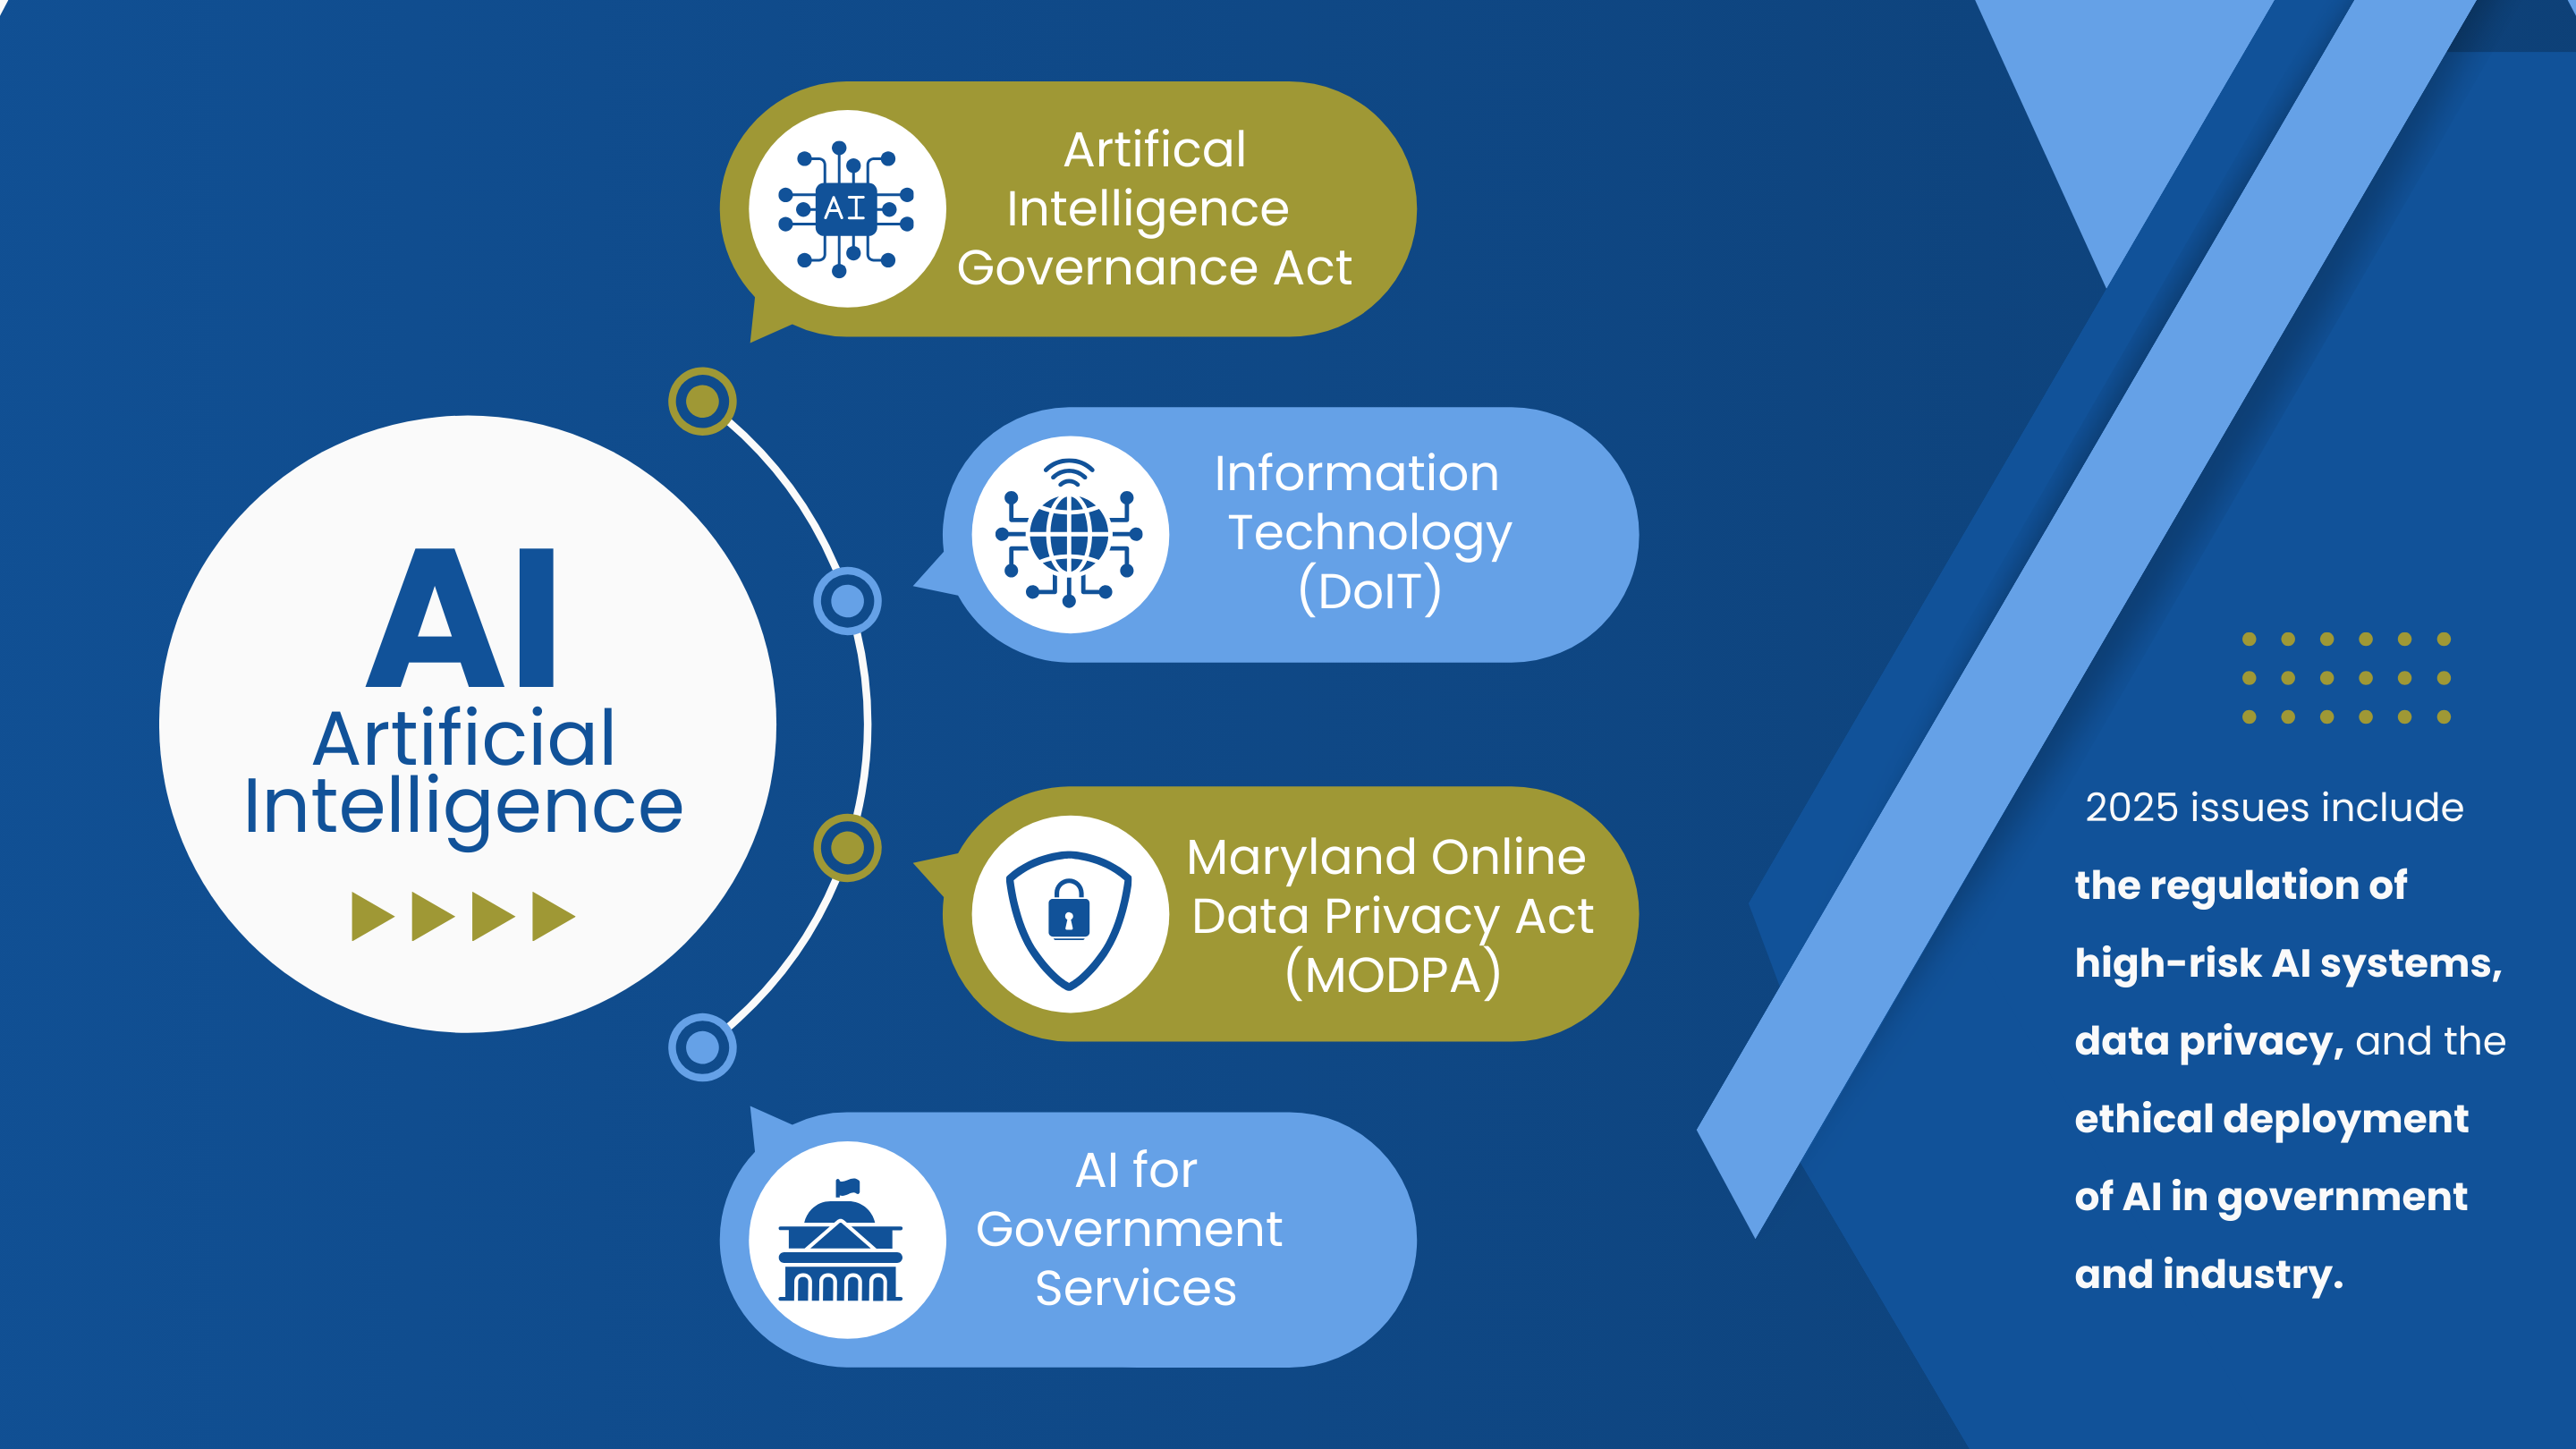 AI
Artificial
Intelligence
AI
Artifical
Intelligence
Governance Act
Information
Technology
(DoIT)
Maryland Online
Data Privacy Act
(MODPA)
AI for
Government
Services
2025 issues include
the regulation of
high-risk AI systems,
data privacy, and the
ethical deployment
of AI in government
and industry.